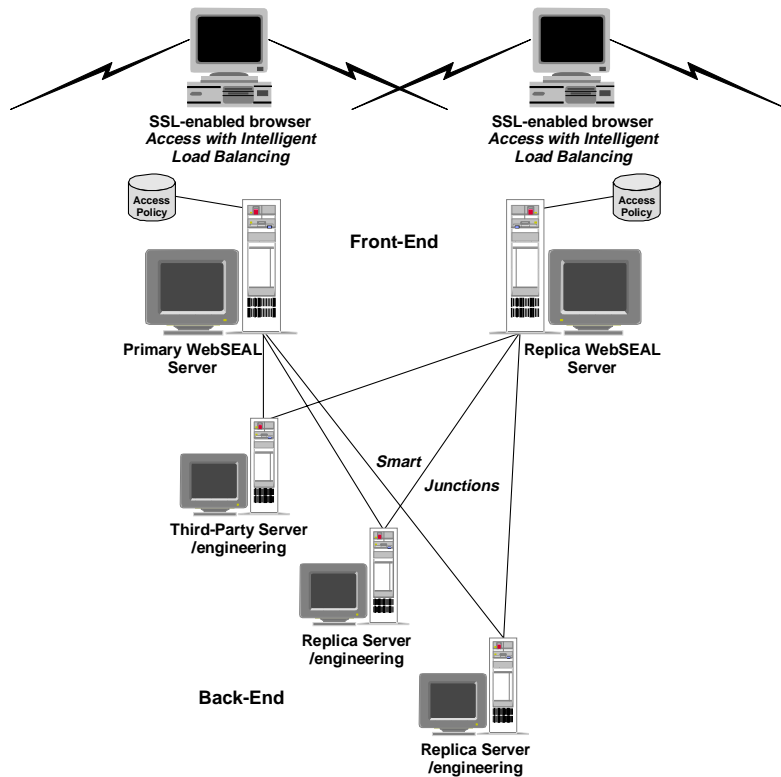 SSL-enabled browser
Access with Intelligent
Load Balancing
SSL-enabled browser
Access with Intelligent
Load Balancing
Access
Policy
Access
Policy
Front-End
Primary WebSEAL
Server
Replica WebSEAL
Server
Smart
Junctions
Third-Party Server
/engineering
Replica Server
/engineering
Back-End
Replica Server
/engineering